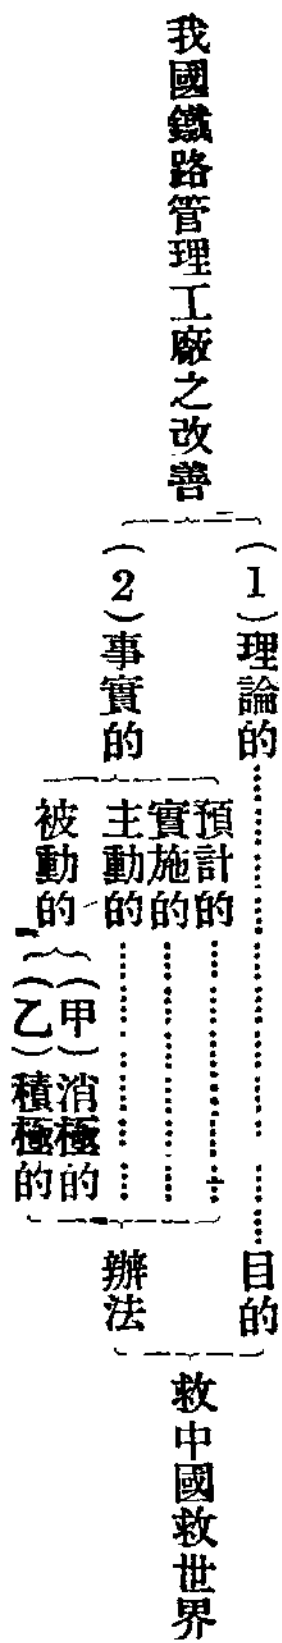 我國鐵路管理工廠之改善
(1)理論的………………目的
(2)事實的
預計的………………
實施的………………
主動的………………
被動的
(甲)消極的
(乙)積極的
辦法
救中國救世界